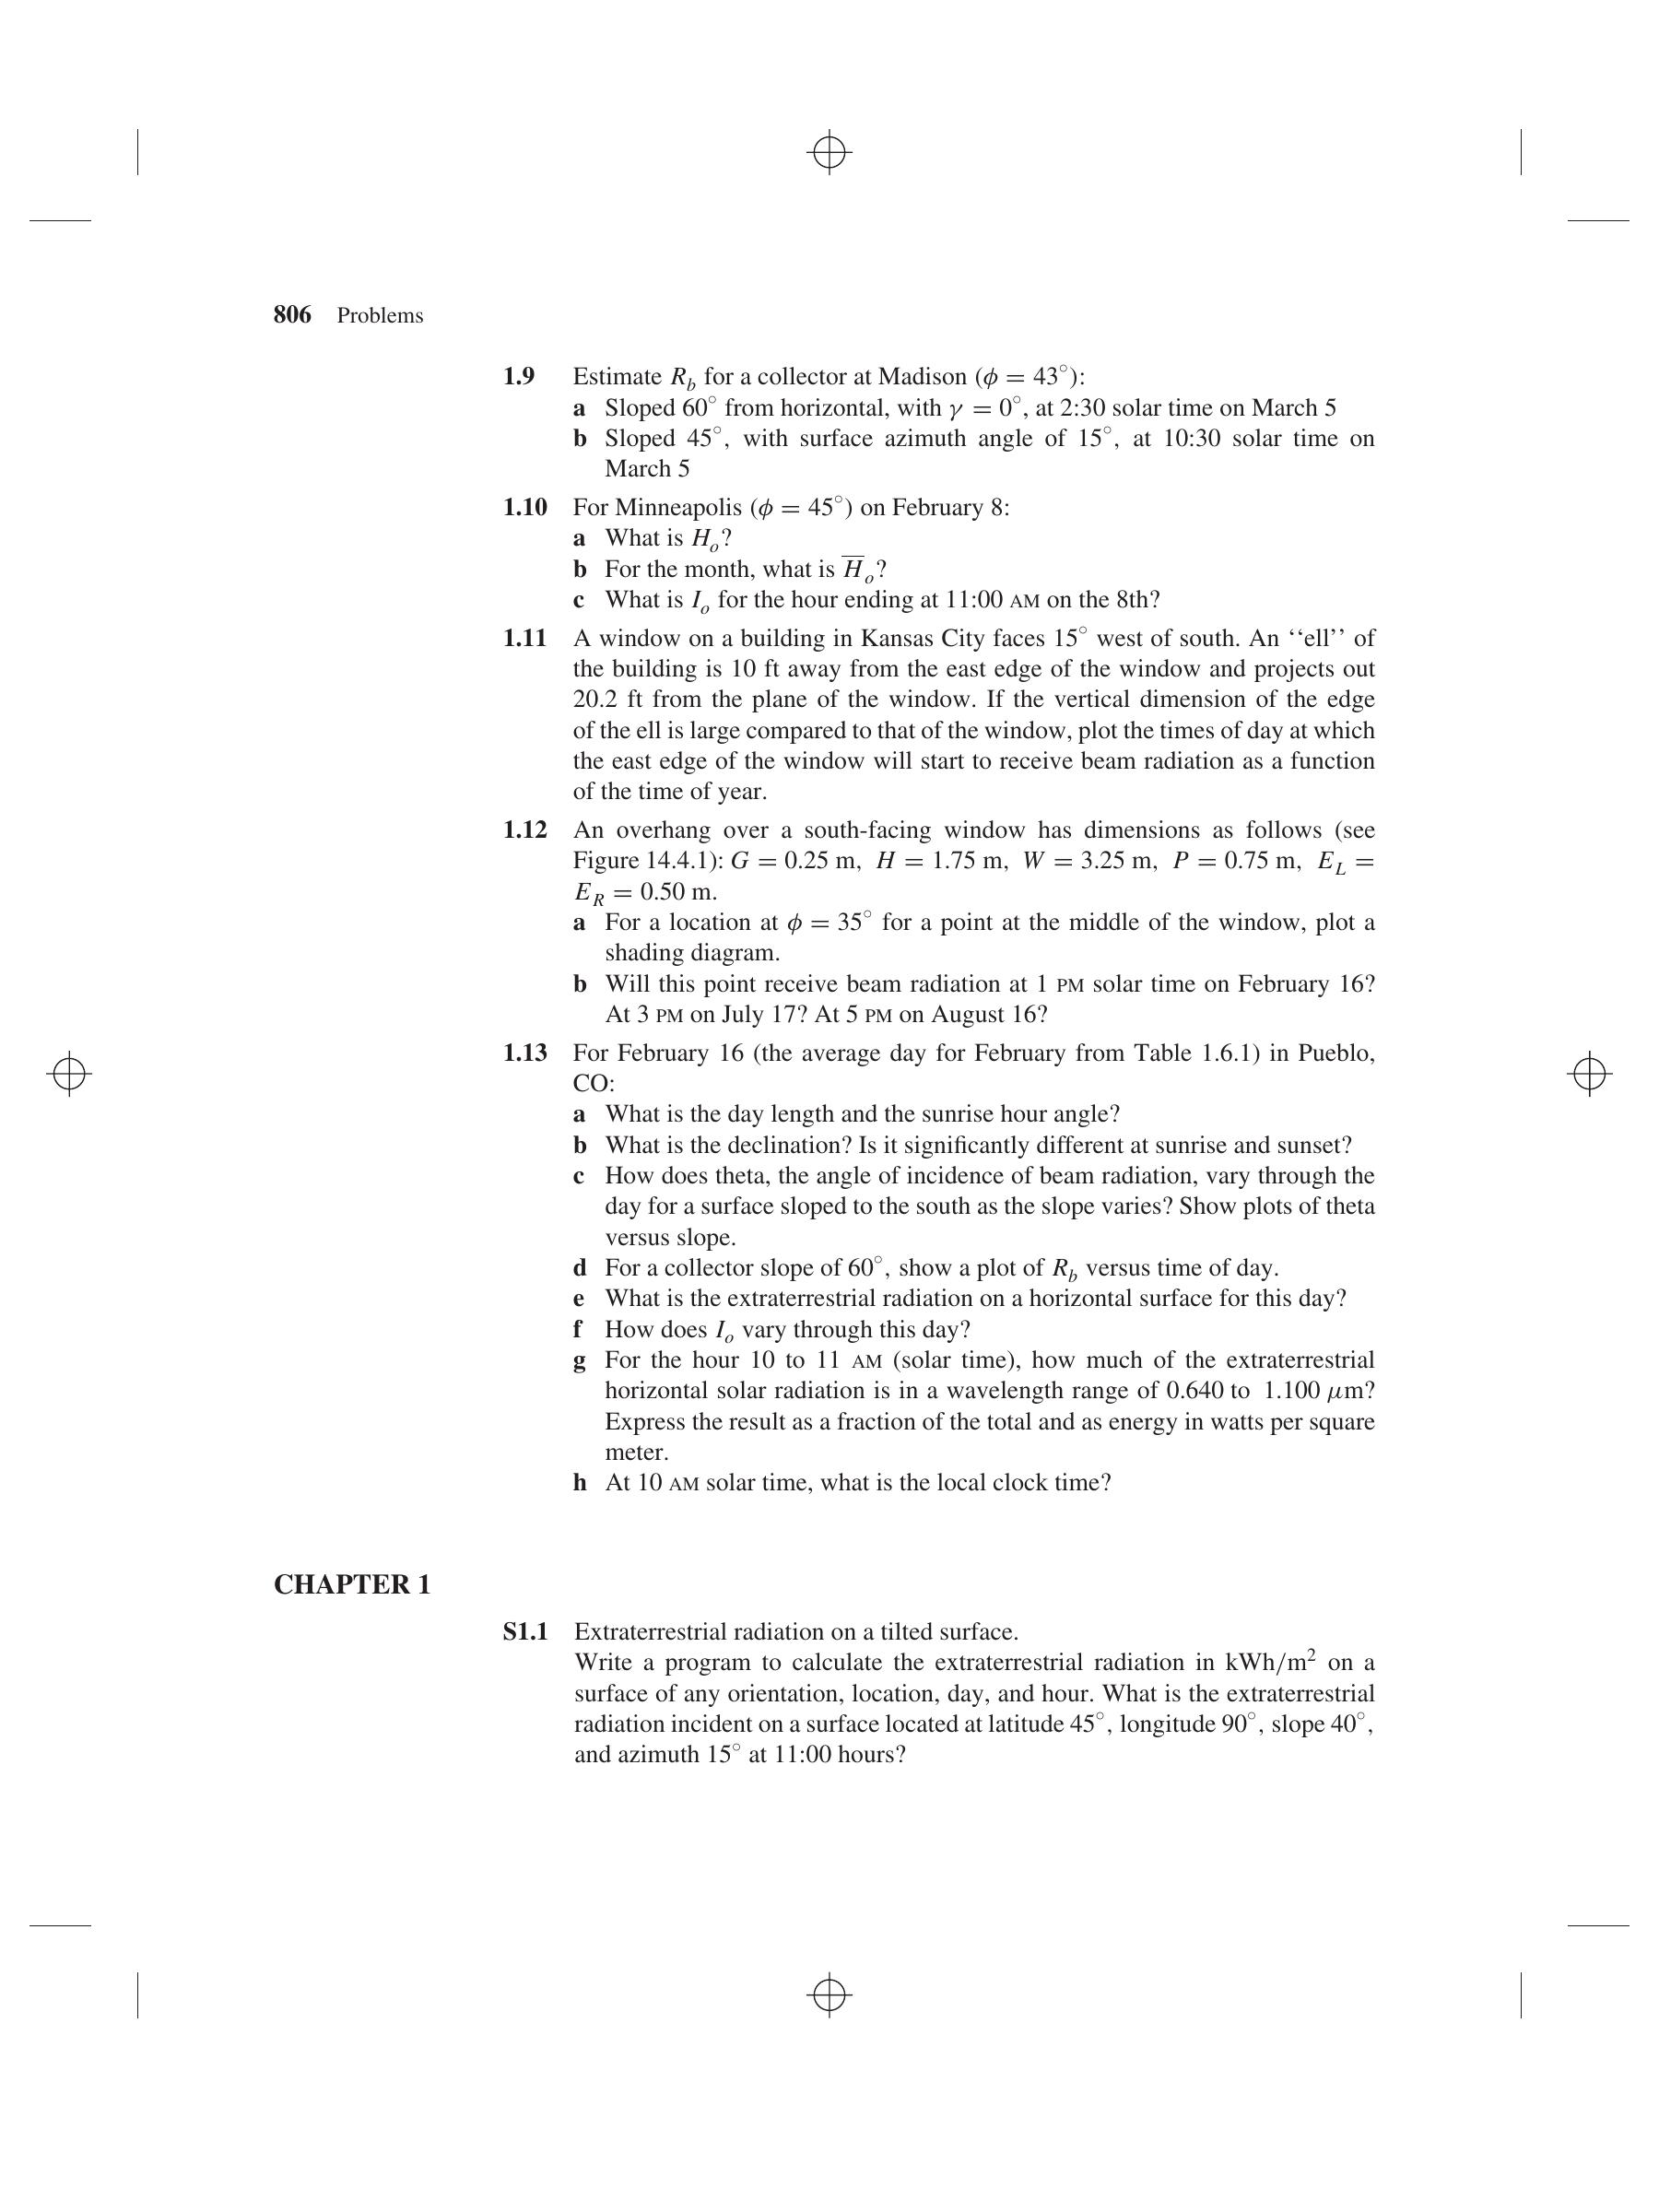 806 Problems
1.9 Estimate R_b for a collector at Madison (ϕ = 43°):
a Sloped 60° from horizontal, with γ = 0°, at 2:30 solar time on March 5
b Sloped 45°, with surface azimuth angle of 15°, at 10:30 solar time on
March 5
1.10 For Minneapolis (ϕ = 45°) on February 8:
a What is H_o?
b For the month, what is H̅_o?
c What is I_o for the hour ending at 11:00 AM on the 8th?
1.11 A window on a building in Kansas City faces 15° west of south. An ‘‘ell’’ of
the building is 10 ft away from the east edge of the window and projects out
20.2 ft from the plane of the window. If the vertical dimension of the edge
of the ell is large compared to that of the window, plot the times of day at which
the east edge of the window will start to receive beam radiation as a function
of the time of year.
1.12 An overhang over a south-facing window has dimensions as follows (see
Figure 14.4.1): G = 0.25 m, H = 1.75 m, W = 3.25 m, P = 0.75 m, E_L =
E_R = 0.50 m.
a For a location at ϕ = 35° for a point at the middle of the window, plot a
shading diagram.
b Will this point receive beam radiation at 1 PM solar time on February 16?
At 3 PM on July 17? At 5 PM on August 16?
1.13 For February 16 (the average day for February from Table 1.6.1) in Pueblo,
CO:
a What is the day length and the sunrise hour angle?
b What is the declination? Is it significantly different at sunrise and sunset?
c How does theta, the angle of incidence of beam radiation, vary through the
day for a surface sloped to the south as the slope varies? Show plots of theta
versus slope.
d For a collector slope of 60°, show a plot of R_b versus time of day.
e What is the extraterrestrial radiation on a horizontal surface for this day?
f How does I_o vary through this day?
g For the hour 10 to 11 AM (solar time), how much of the extraterrestrial
horizontal solar radiation is in a wavelength range of 0.640 to 1.100 μm?
Express the result as a fraction of the total and as energy in watts per square
meter.
h At 10 AM solar time, what is the local clock time?
CHAPTER 1
S1.1 Extraterrestrial radiation on a tilted surface.
Write a program to calculate the extraterrestrial radiation in kWh/m² on a
surface of any orientation, location, day, and hour. What is the extraterrestrial
radiation incident on a surface located at latitude 45°, longitude 90°, slope 40°,
and azimuth 15° at 11:00 hours?